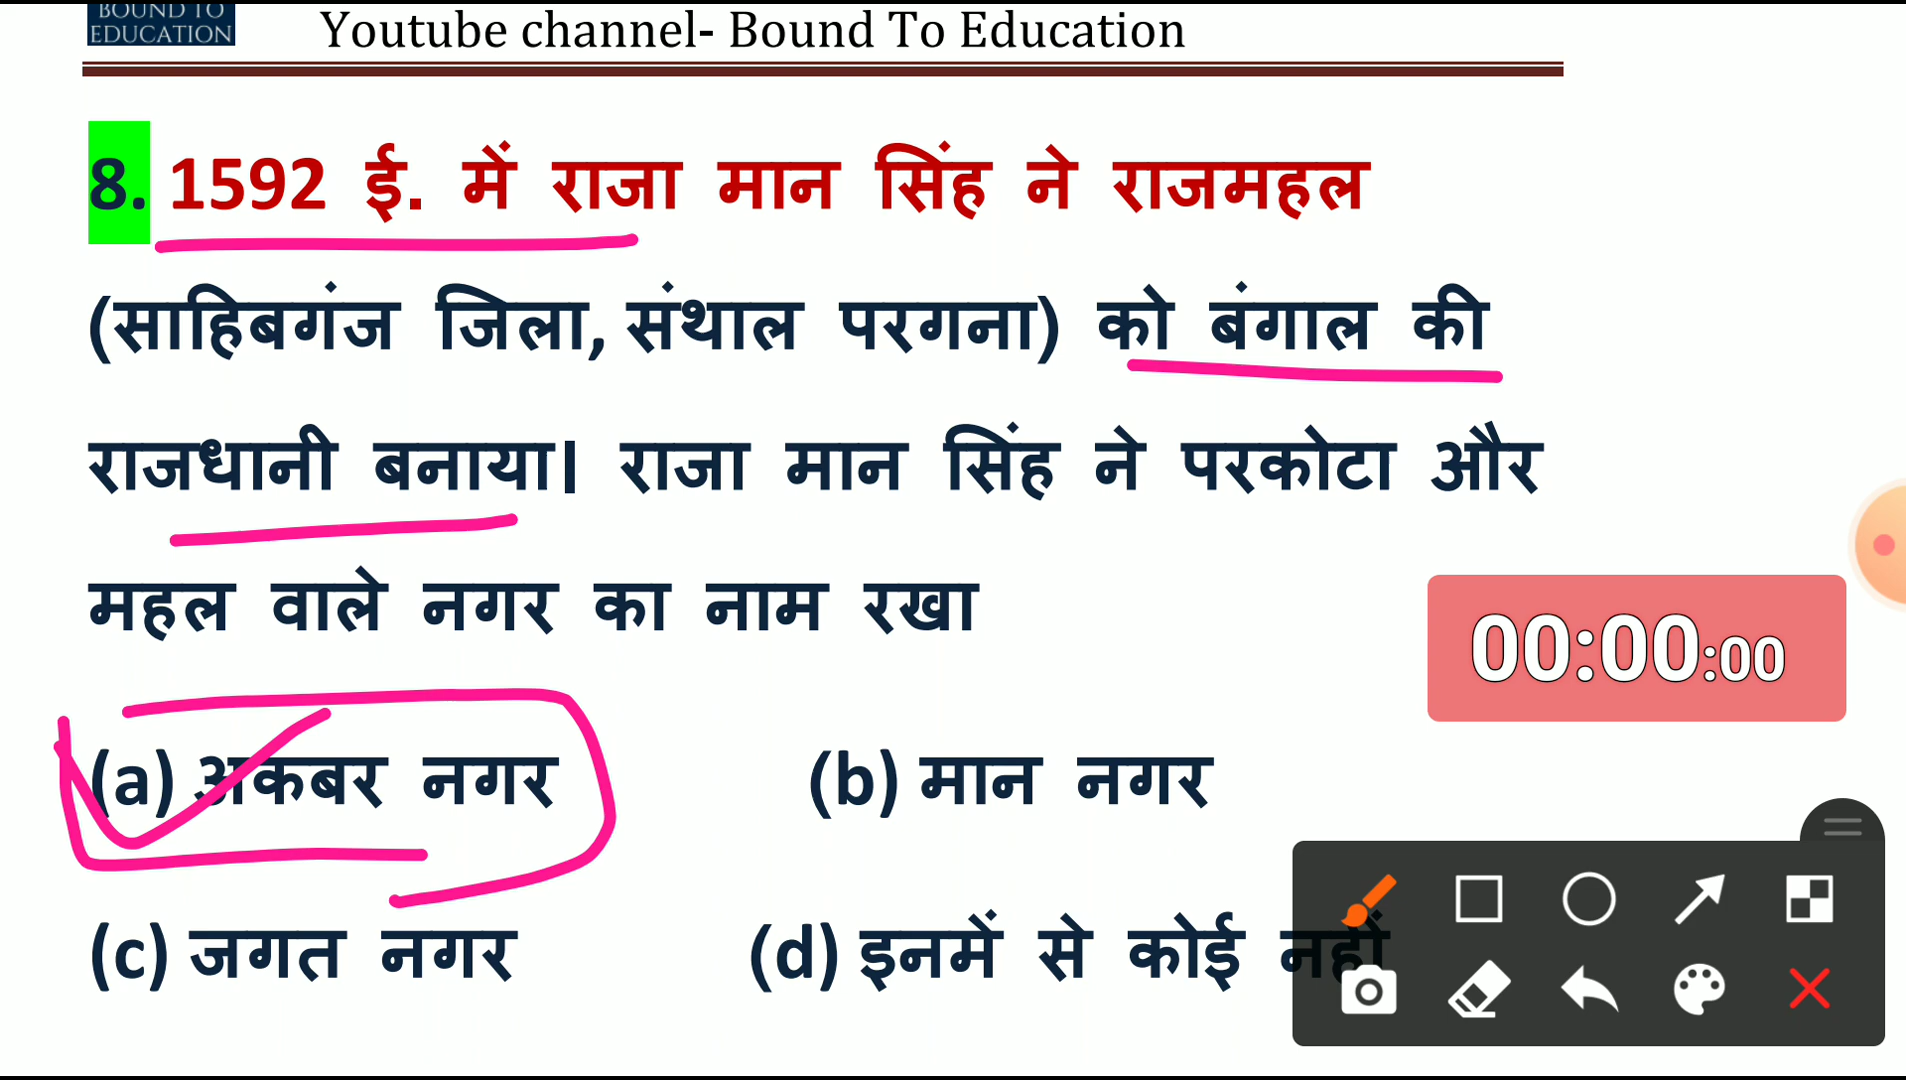 BOUND TO
EDUCATION
Youtube channel- Bound To Education
8. 1592 ई. में राजा मान सिंह ने राजमहल
(साहिबगंज जिला, संथाल परगना) को बंगाल की
राजधानी बनाया। राजा मान सिंह ने परकोटा और
महल वाले नगर का नाम रखा
00:00:00
(a) अकबर नगर (b) मान नगर
(c) जगत नगर (d) इनमें से कोई नहीं